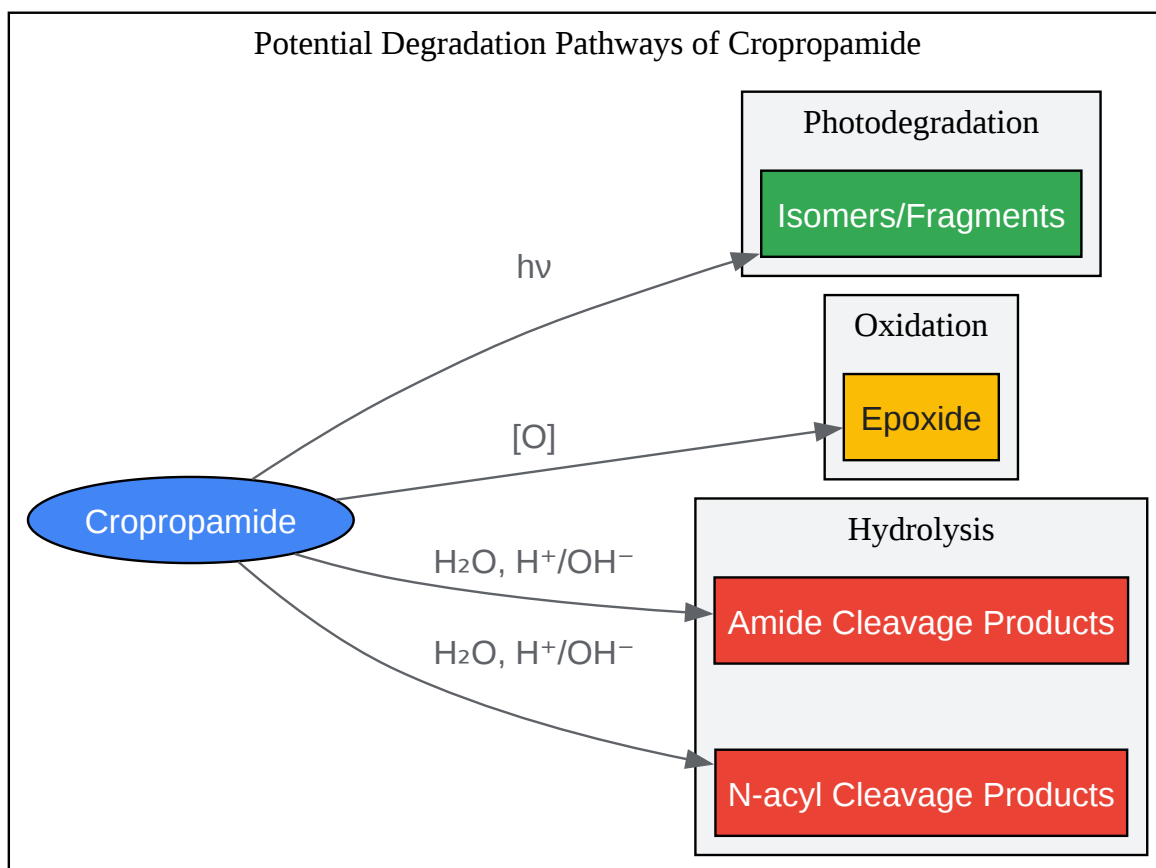 Potential Degradation Pathways of Cropropamide
Photodegradation
Isomers/Fragments
hν
Oxidation
Epoxide
[O]
Cropropamide
Hydrolysis
H₂O, H⁺/OH⁻
Amide Cleavage Products
H₂O, H⁺/OH⁻
N-acyl Cleavage Products